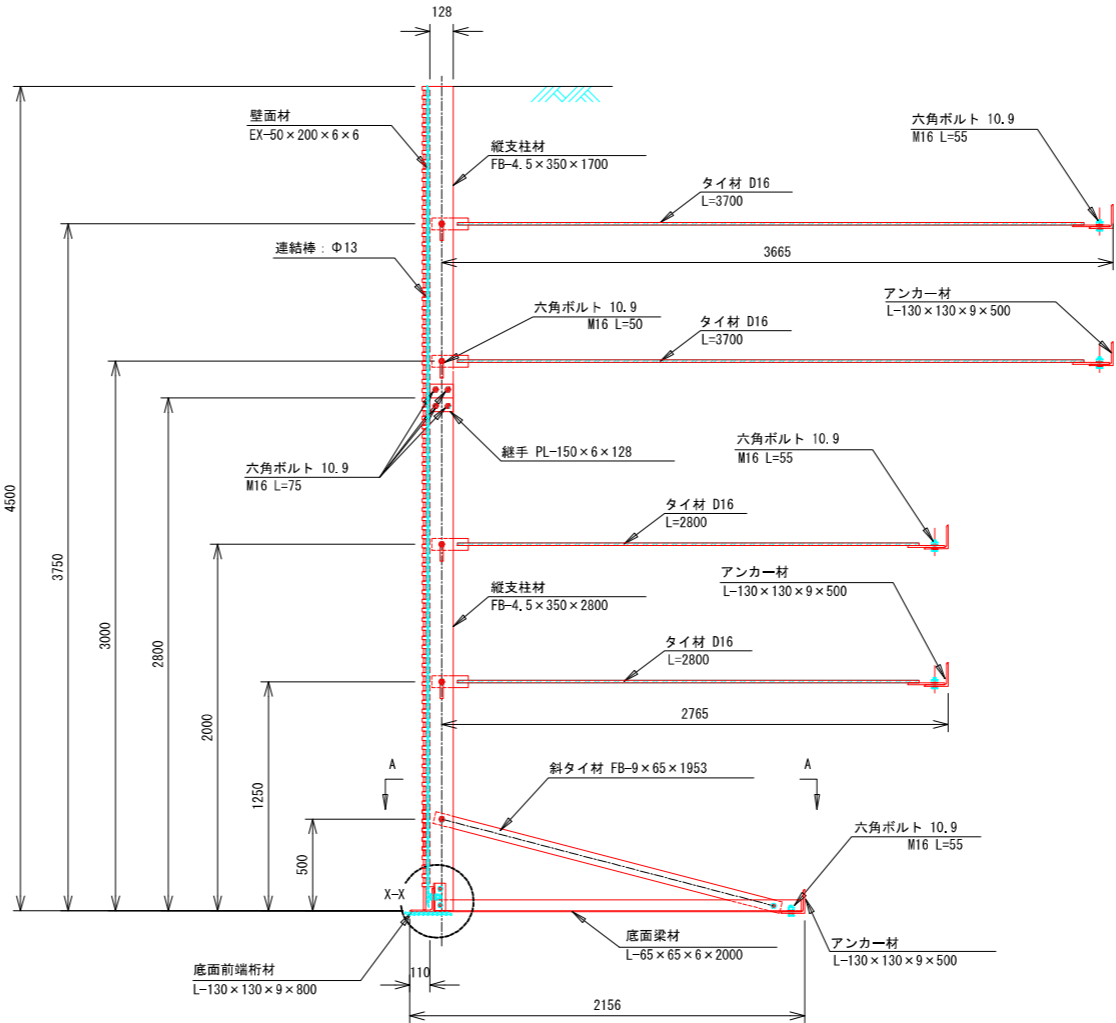 128
壁面材
EX-50×200×6×6
縦支柱材
FB-4.5×350×1700
六角ボルト 10.9
M16 L=55
タイ材 D16
L=3700
連結棒：Φ13
3665
六角ボルト 10.9
M16 L=50
タイ材 D16
L=3700
アンカー材
L-130×130×9×500
六角ボルト 10.9
M16 L=75
継手 PL-150×6×128
六角ボルト 10.9
M16 L=55
タイ材 D16
L=2800
縦支柱材
FB-4.5×350×2800
アンカー材
L-130×130×9×500
タイ材 D16
L=2800
2765
4500
3750
3000
2800
2000
1250
500
A
A
斜タイ材 FB-9×65×1953
六角ボルト 10.9
M16 L=55
X-X
底面梁材
L-65×65×6×2000
アンカー材
L-130×130×9×500
底面前端桁材
L-130×130×9×800
110
2156